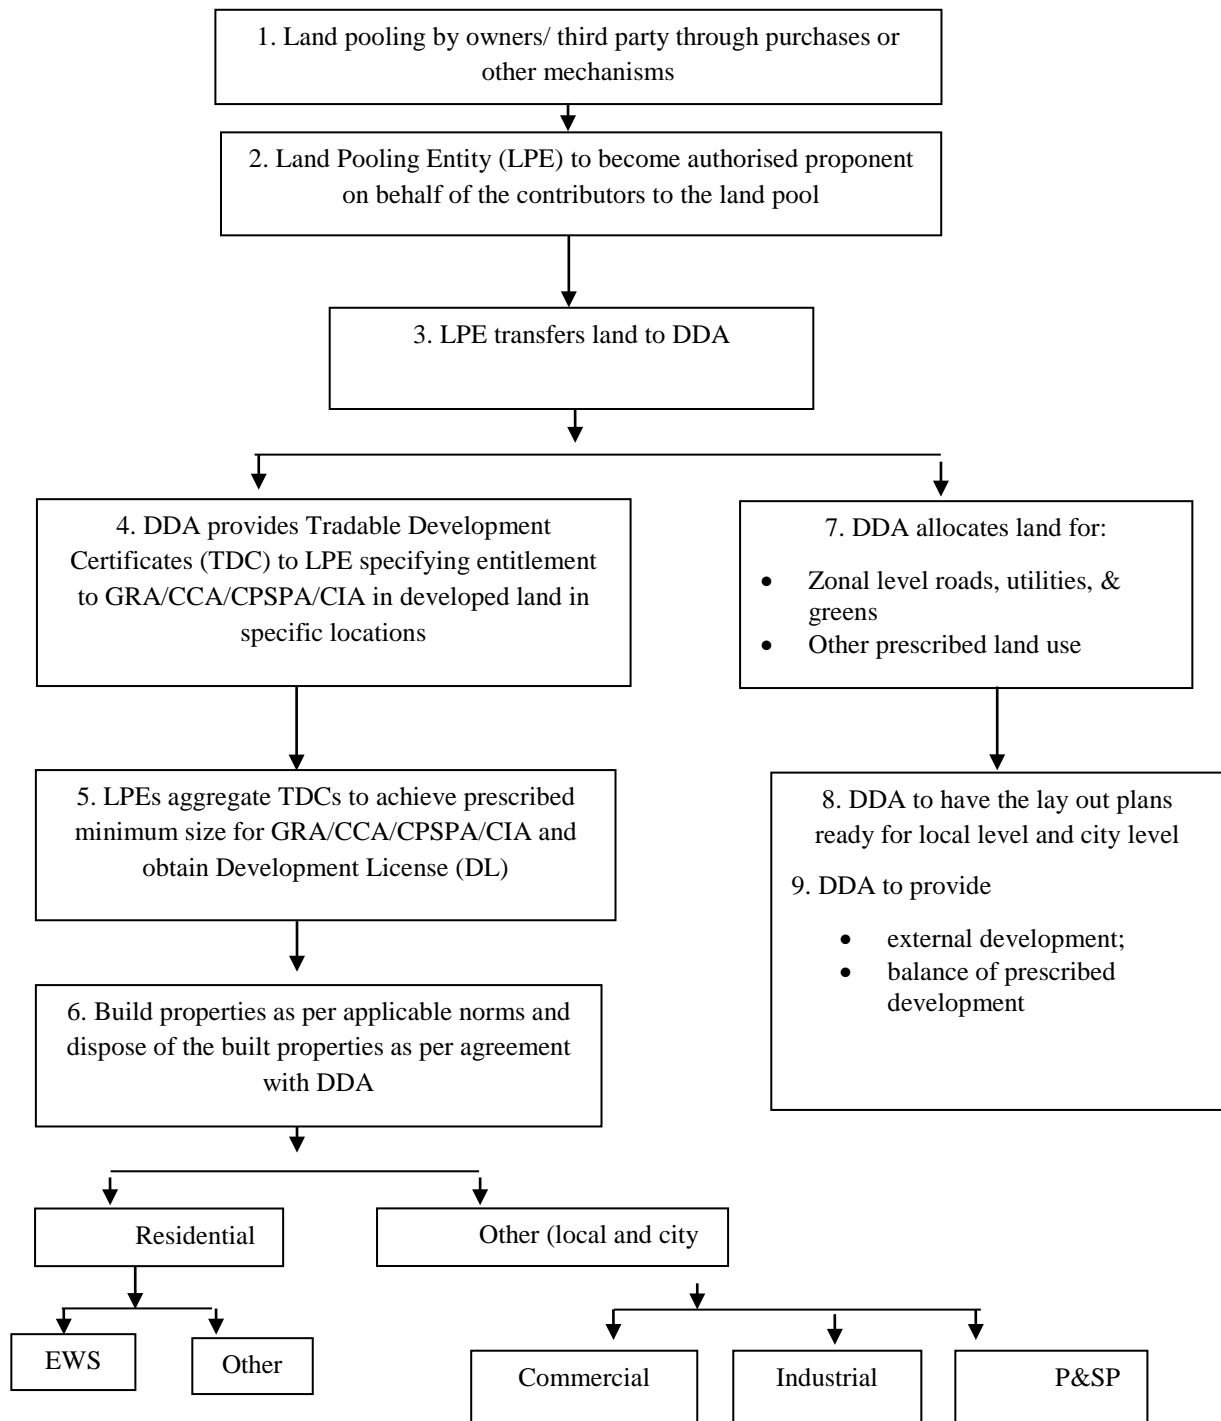 1. Land pooling by owners/ third party through purchases or
other mechanisms
2. Land Pooling Entity (LPE) to become authorised proponent
on behalf of the contributors to the land pool
3. LPE transfers land to DDA
4. DDA provides Tradable Development
Certificates (TDC) to LPE specifying entitlement
to GRA/CCA/CPSPA/CIA in developed land in
specific locations
7. DDA allocates land for:
• Zonal level roads, utilities, &
greens
• Other prescribed land use
5. LPEs aggregate TDCs to achieve prescribed
minimum size for GRA/CCA/CPSPA/CIA and
obtain Development License (DL)
8. DDA to have the lay out plans
ready for local level and city level
9. DDA to provide
• external development;
• balance of prescribed
development
6. Build properties as per applicable norms and
dispose of the built properties as per agreement
with DDA
Residential
Other (local and city
EWS
Other
Commercial
Industrial
P&SP